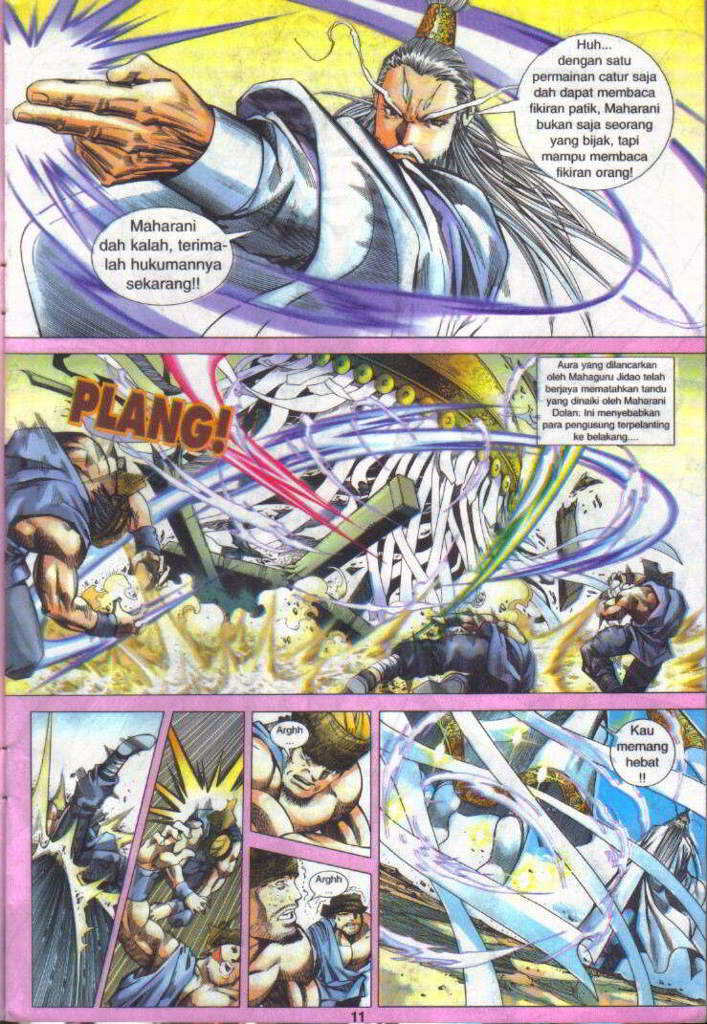 Huh...
dengan satu
permainan catur saja
dah dapat membaca
fikiran patik, Maharani
bukan saja seorang
yang bijak, tapi
mampu membaca
fikiran orang!
Maharani
dah kalah, terima-
lah hukumannya
sekarang!!
PLANG!
Aura yang dilancarkan
oleh Mahaguru Jidao telah
berjaya mematahkan tandu
yang dinaiki oleh Maharani
Dolan. Ini menyebabkan
para pengusung terpelanting
ke belakang....
Arghh
...
Arghh
...
Kau
memang
hebat
!!
11